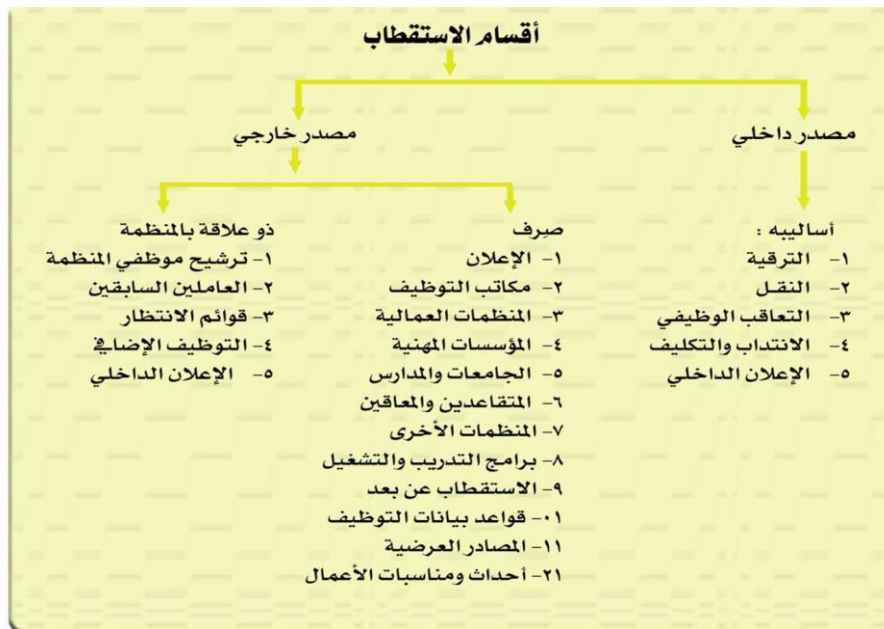 أقسام الاستقطاب
مصدر داخلي
أساليبه :
١- الترقية
٢- النقل
٣- التعاقب الوظيفي
٤- الانتداب والتكليف
٥- الإعلان الداخلي
مصدر خارجي
صرف
١- الإعلان
٢- مكاتب التوظيف
٣- المنظمات العمالية
٤- المؤسسات المهنية
٥- الجامعات والمدارس
٦- المتقاعدين والمعاقين
٧- المنظمات الأخرى
٨- برامج التدريب والتشغيل
٩- الاستقطاب عن بعد
٠١- قواعد بيانات التوظيف
١١- المصادر العرضية
٢١- أحداث ومناسبات الأعمال
ذو علاقة بالمنظمة
١- ترشيح موظفي المنظمة
٢- العاملين السابقين
٣- قوائم الانتظار
٤- التوظيف الإضافي
٥- الإعلان الداخلي